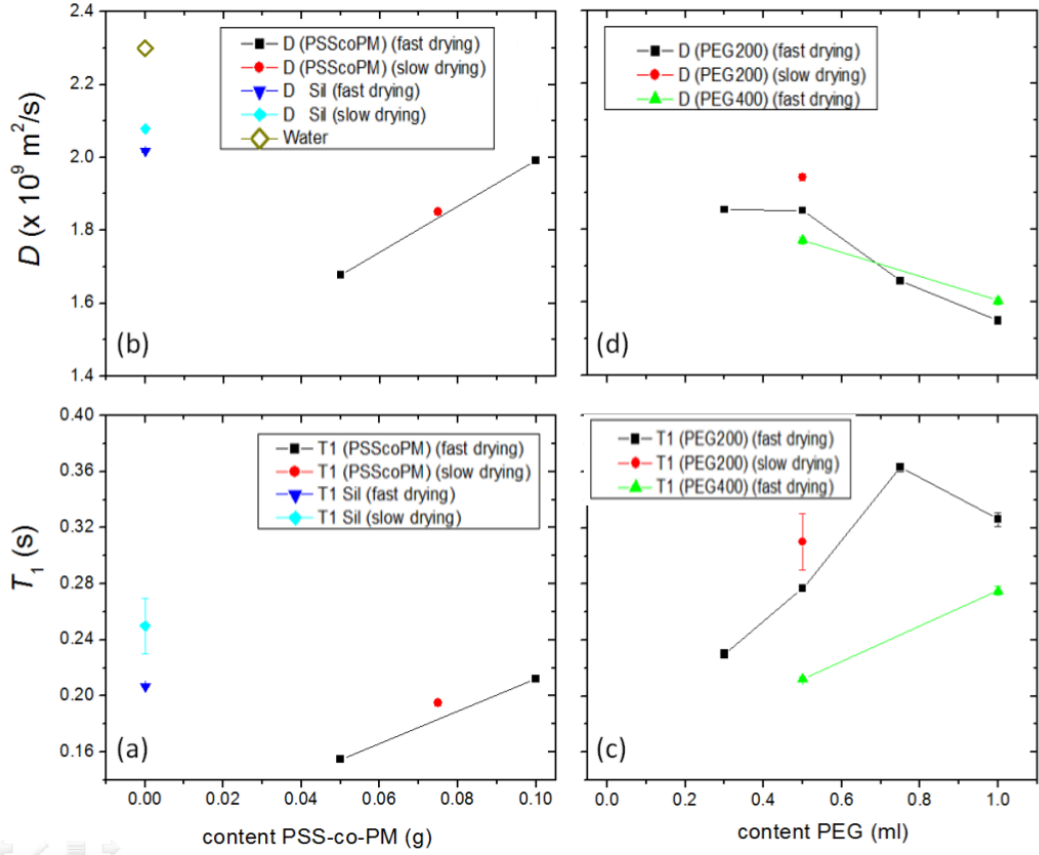 2.4
2.2
2.0
1.8
1.6
1.4
D (x 10⁹ m²/s)
D (PSScoPM) (fast drying)
D (PSScoPM) (slow drying)
D Sil (fast drying)
D Sil (slow drying)
Water
(b)
D (PEG200) (fast drying)
D (PEG200) (slow drying)
D (PEG400) (fast drying)
(d)
0.40
0.36
0.32
0.28
0.24
0.20
0.16
T₁ (s)
T1 (PSScoPM) (fast drying)
T1 (PSScoPM) (slow drying)
T1 Sil (fast drying)
T1 Sil (slow drying)
(a)
0.00 0.02 0.04 0.06 0.08 0.10
content PSS-co-PM (g)
T1 (PEG200) (fast drying)
T1 (PEG200) (slow drying)
T1 (PEG400) (fast drying)
(c)
0.0 0.2 0.4 0.6 0.8 1.0
content PEG (ml)